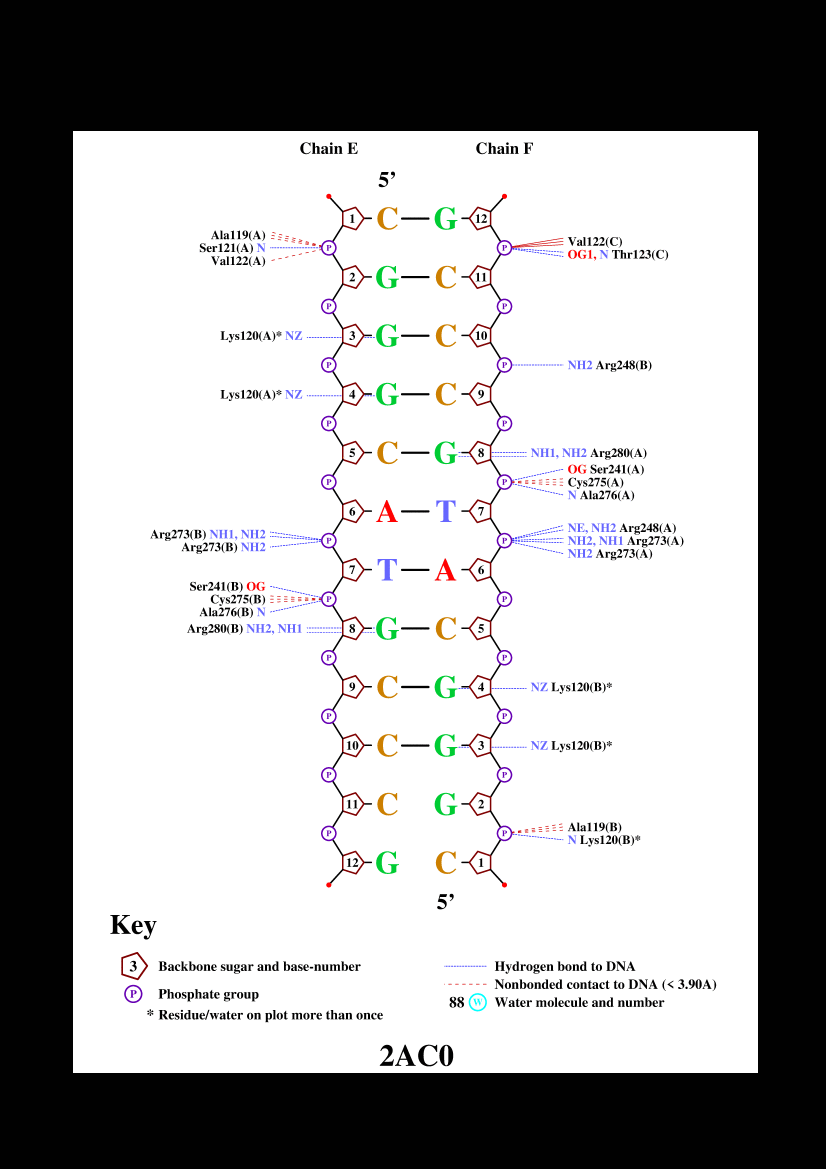 Chain E Chain F
5’
1 C G 12
Ala119(A)
Ser121(A) N P P Val122(C)
Val122(A) OG1, N Thr123(C)
2 G C 11
P P
Lys120(A)* NZ 3 G C 10
P P NH2 Arg248(B)
Lys120(A)* NZ 4 G C 9
P P
5 C G 8 NH1, NH2 Arg280(A)
OG Ser241(A)
P P Cys275(A)
N Ala276(A)
6 A T 7
NE, NH2 Arg248(A)
Arg273(B) NH1, NH2 P P NH2, NH1 Arg273(A)
Arg273(B) NH2 NH2 Arg273(A)
7 T A 6
Ser241(B) OG
Cys275(B) P P
Ala276(B) N
Arg280(B) NH2, NH1 8 G C 5
P P
9 C G 4 NZ Lys120(B)*
P P
10 C G 3 NZ Lys120(B)*
P P
11 C G 2
Ala119(B)
P P N Lys120(B)*
12 G C 1
5’
Key
3 Backbone sugar and base-number
P Phosphate group
* Residue/water on plot more than once
Hydrogen bond to DNA
Nonbonded contact to DNA (< 3.90A)
88 W Water molecule and number
2AC0